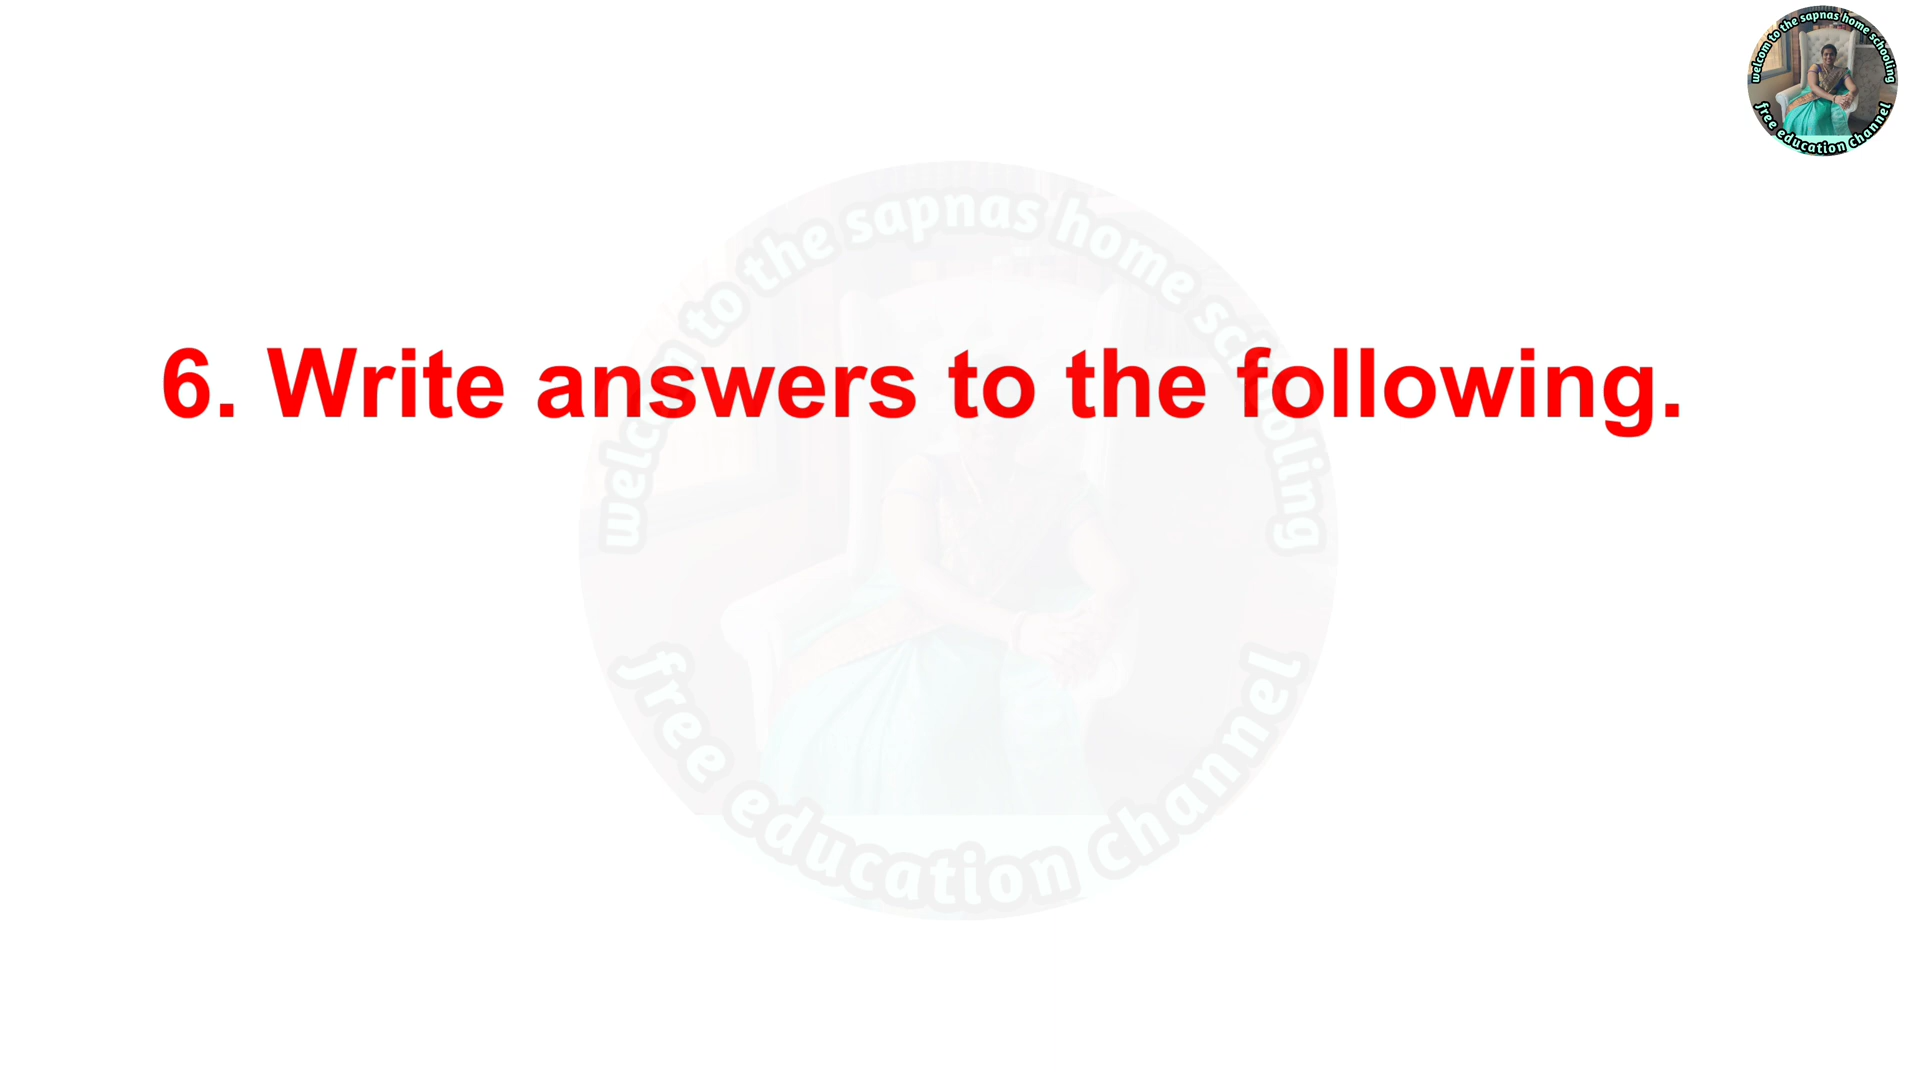 welcom to the sapnas home schooling
free education channel
6. Write answers to the following.
welcom to the sapnas home schooling
free education channel